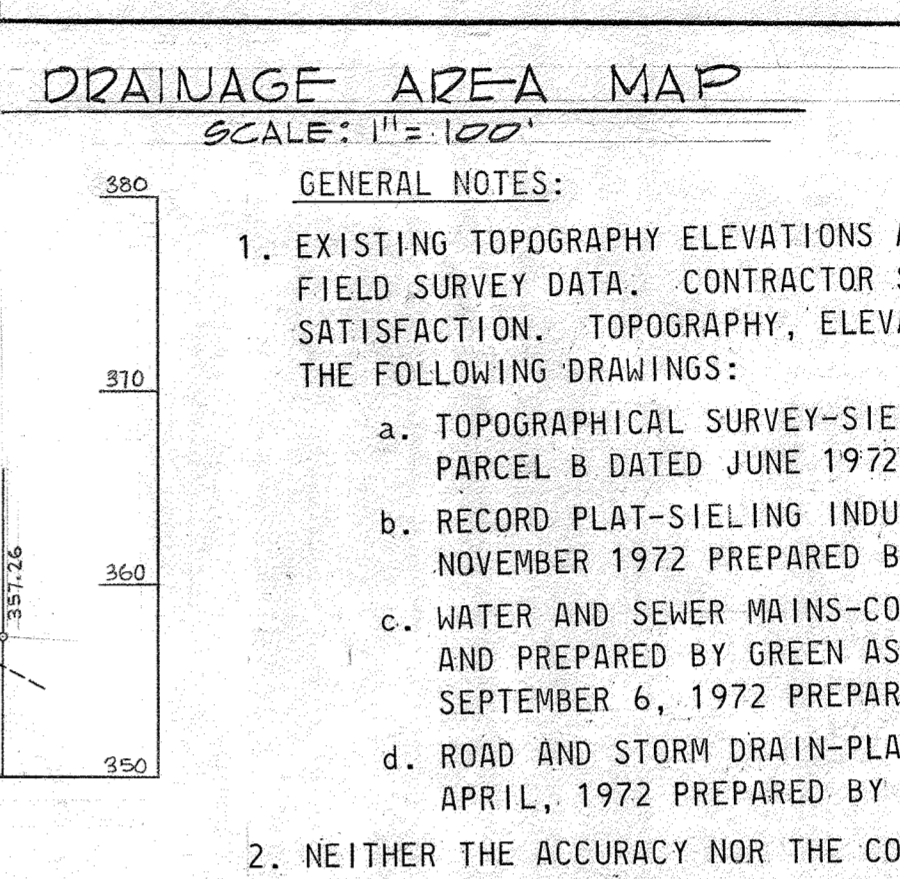 DRAINAGE AREA MAP
SCALE: 1"= 100'
380
370
360
350
357.26
GENERAL NOTES:
1. EXISTING TOPOGRAPHY ELEVATIONS
FIELD SURVEY DATA. CONTRACTOR
SATISFACTION. TOPOGRAPHY, ELEV
THE FOLLOWING DRAWINGS:
a. TOPOGRAPHICAL SURVEY-SIE
PARCEL B DATED JUNE 1972
b. RECORD PLAT-SIELING INDU
NOVEMBER 1972 PREPARED B
c. WATER AND SEWER MAINS-CO
AND PREPARED BY GREEN AS
SEPTEMBER 6, 1972 PREPAR
d. ROAD AND STORM DRAIN-PLA
APRIL, 1972 PREPARED BY
2. NEITHER THE ACCURACY NOR THE CO